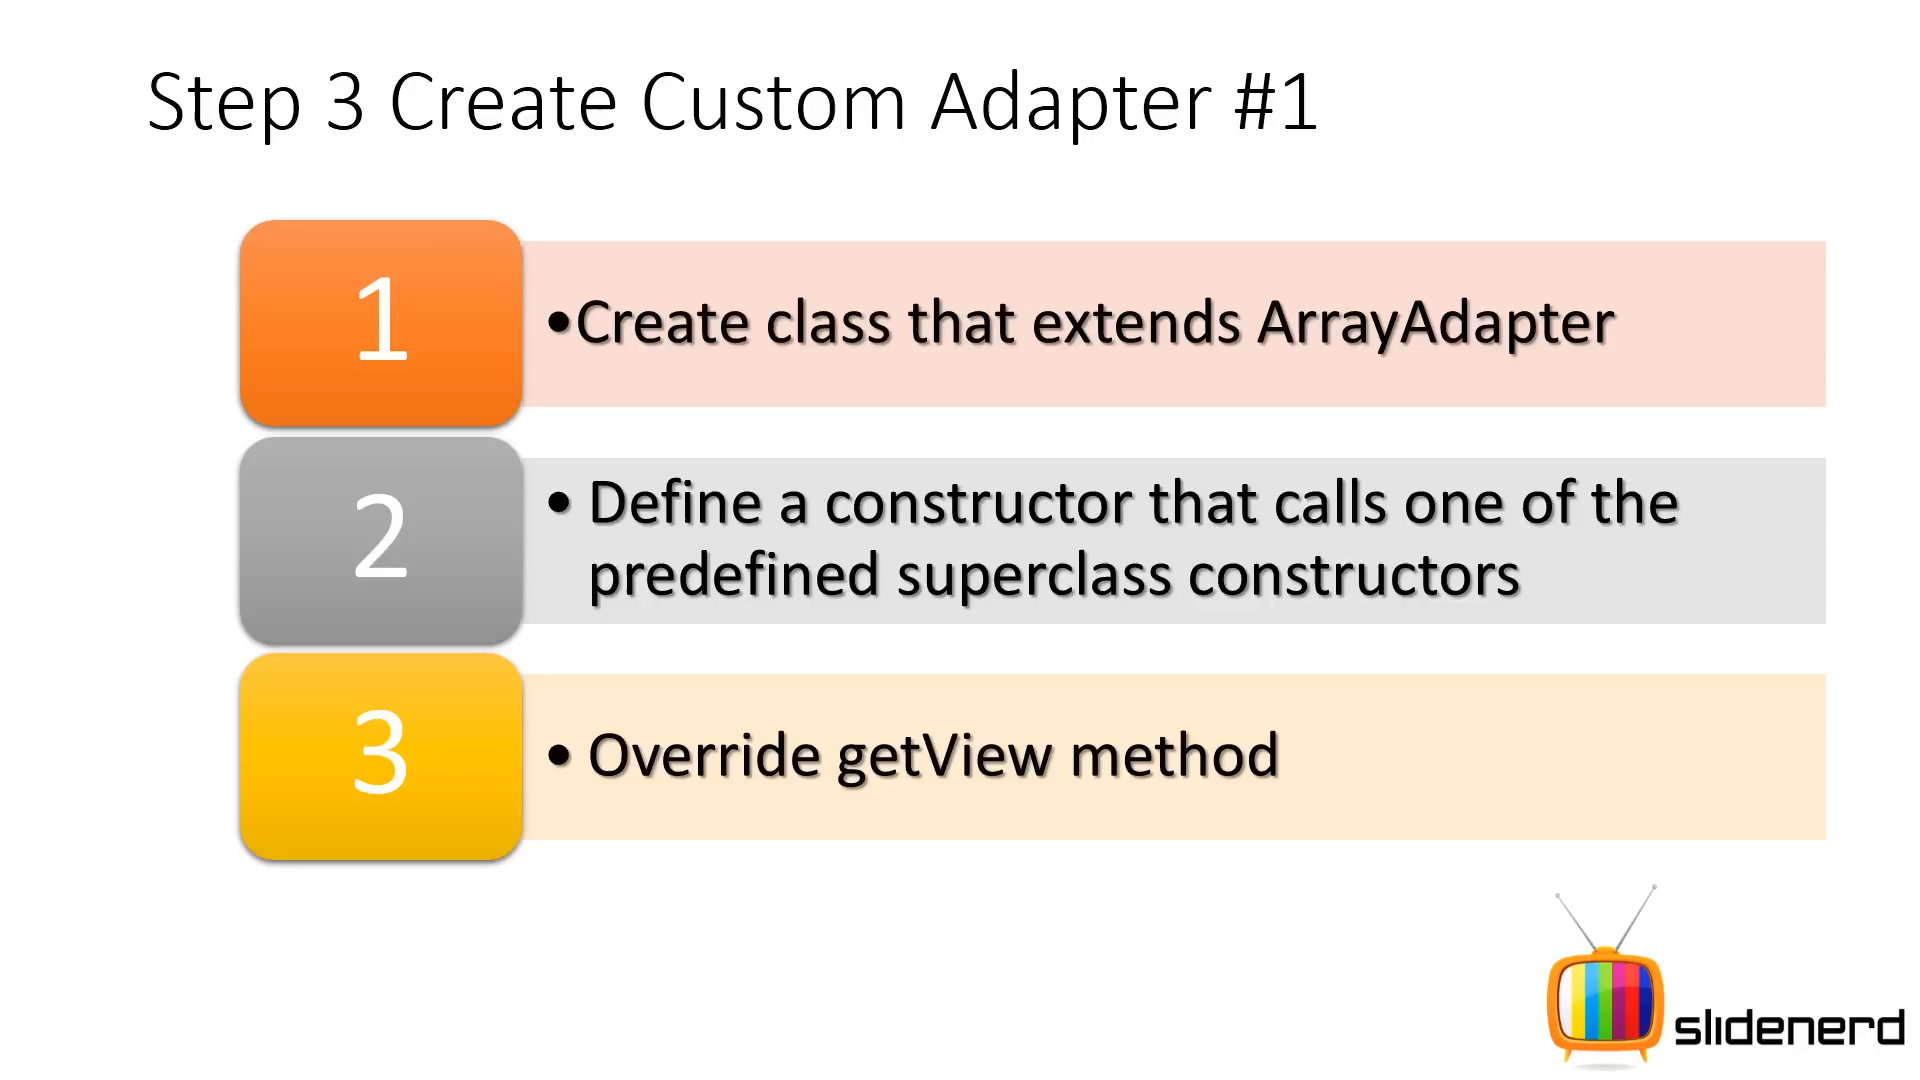 Step 3 Create Custom Adapter #1
1
•Create class that extends ArrayAdapter
2
• Define a constructor that calls one of the
predefined superclass constructors
3
• Override getView method
slidenerd